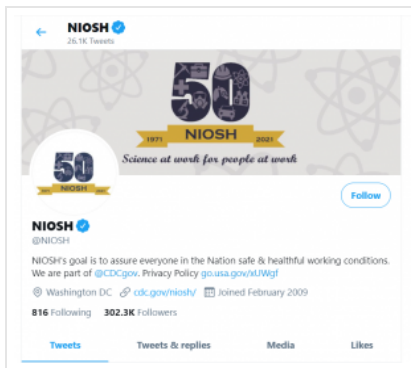 NIOSH
26.1K Tweets
50
1971 NIOSH 2021
Science at work for people at work
50
NIOSH
Follow
NIOSH
@NIOSH
NIOSH's goal is to assure everyone in the Nation safe & healthful working conditions.
We are part of @CDCgov. Privacy Policy go.usa.gov/xUWgf
Washington DC cdc.gov/niosh/ Joined February 2009
816 Following 302.3K Followers
Tweets Tweets & replies Media Likes